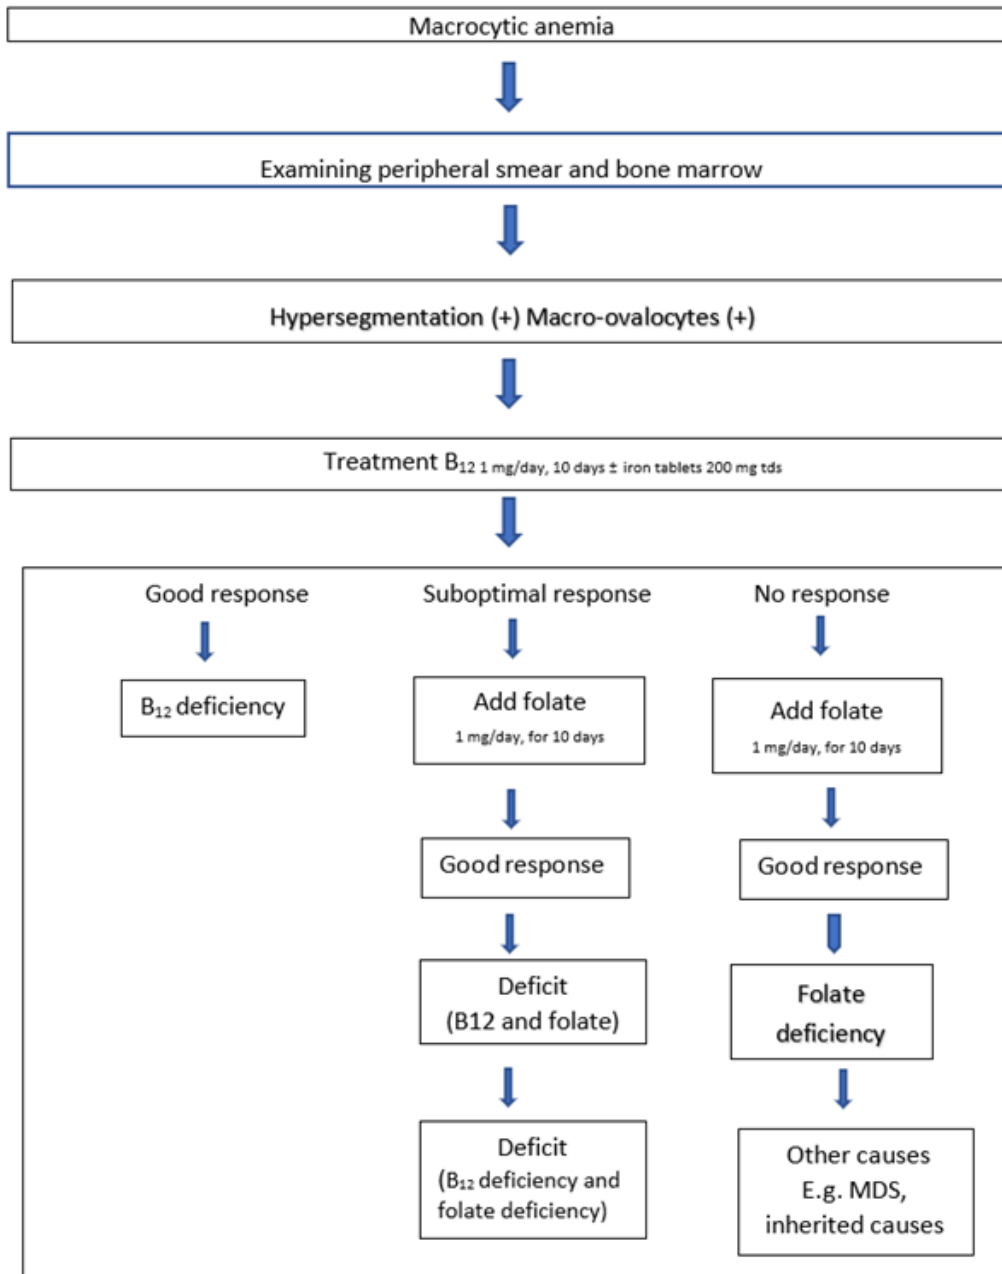 Macrocytic anemia
Examining peripheral smear and bone marrow
Hypersegmentation (+) Macro-ovalocytes (+)
Treatment B₁₂ 1 mg/day, 10 days ± iron tablets 200 mg tds
Good response
Suboptimal response
No response
B₁₂ deficiency
Add folate
1 mg/day, for 10 days
Add folate
1 mg/day, for 10 days
Good response
Good response
Deficit
(B12 and folate)
Folate
deficiency
Deficit
(B₁₂ deficiency and
folate deficiency)
Other causes
E.g. MDS,
inherited causes